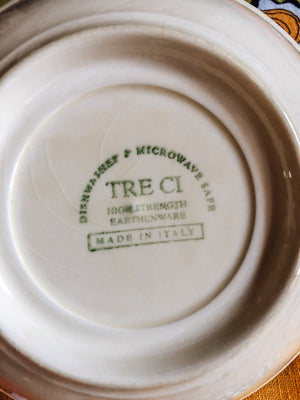 DISHWASHER & MICROWAVE SAFE
TRE CI
HIGH STRENGTH
EARTHENWARE
MADE IN ITALY